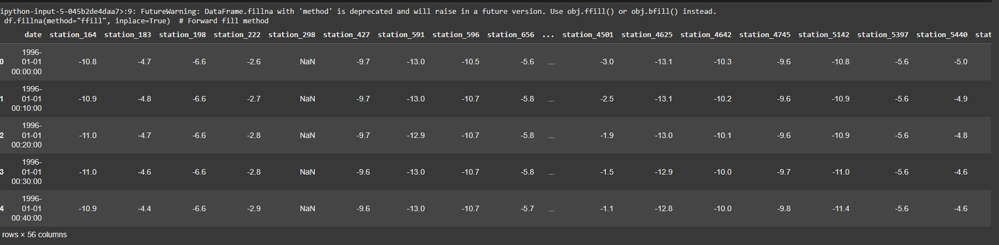 ipython-input-5-045b2de4daa7>:9: FutureWarning: DataFrame.fillna with 'method' is deprecated and will raise in a future version. Use obj.ffill() or obj.bfill() instead.
df.fillna(method="ffill", inplace=True)  # Forward fill method
date station_164 station_183 station_198 station_222 station_298 station_427 station_591 station_596 station_656 ... station_4501 station_4625 station_4642 station_4745 station_5142 station_5397 station_5440 stat
1996-
0 01-01 -10.8 -4.7 -6.6 -2.6 NaN -9.7 -13.0 -10.5 -5.6 ... -3.0 -13.1 -10.3 -9.6 -10.8 -5.6 -5.0
00:00:00
1996-
1 01-01 -10.9 -4.8 -6.6 -2.7 NaN -9.7 -13.0 -10.7 -5.8 ... -2.5 -13.1 -10.2 -9.6 -10.9 -5.6 -4.9
00:10:00
1996-
2 01-01 -11.0 -4.7 -6.6 -2.8 NaN -9.7 -12.9 -10.7 -5.8 ... -1.9 -13.0 -10.1 -9.6 -10.9 -5.6 -4.8
00:20:00
1996-
3 01-01 -11.0 -4.6 -6.6 -2.8 NaN -9.6 -13.0 -10.7 -5.8 ... -1.5 -12.9 -10.0 -9.7 -11.0 -5.6 -4.6
00:30:00
1996-
4 01-01 -10.9 -4.4 -6.6 -2.9 NaN -9.6 -13.0 -10.7 -5.7 ... -1.1 -12.8 -10.0 -9.8 -11.4 -5.6 -4.6
00:40:00
rows × 56 columns